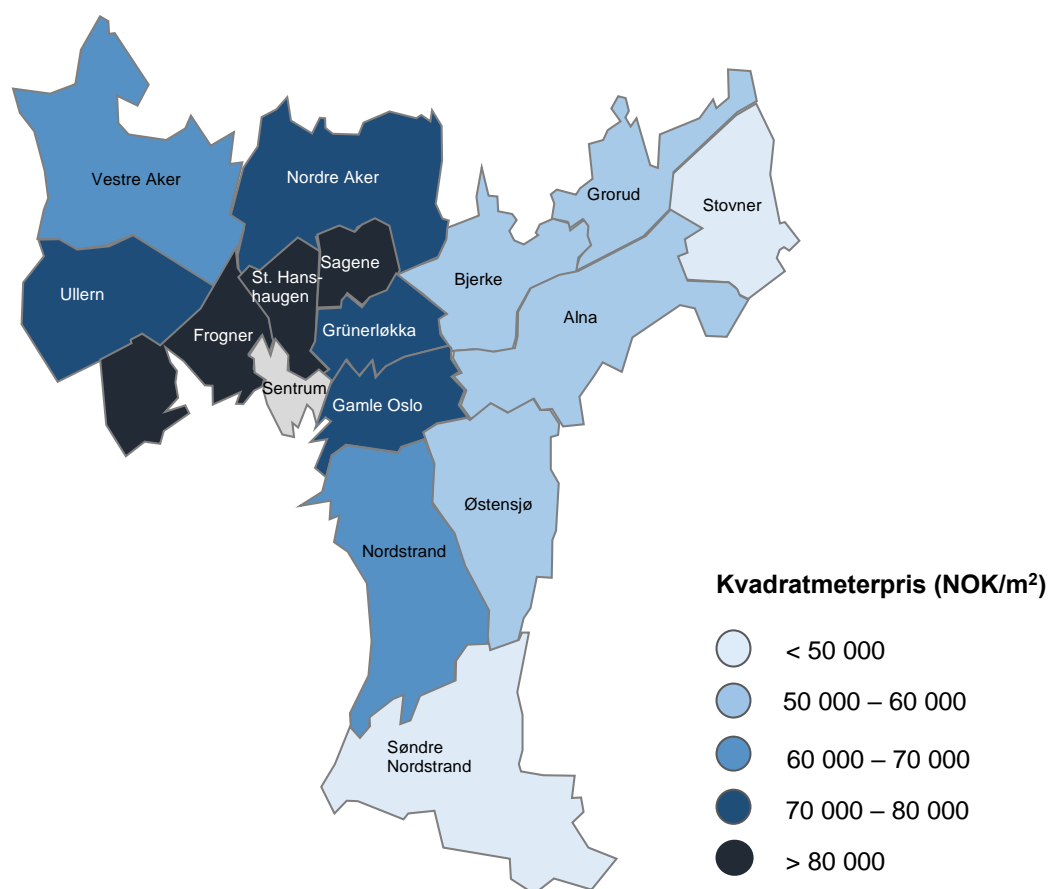 Vestre Aker
Nordre Aker
Grorud
Stovner
Sagene
St. Hans-
haugen
Bjerke
Ullern
Alna
Frogner
Grünerløkka
Sentrum
Gamle Oslo
Østensjø
Nordstrand
Søndre
Nordstrand
Kvadratmeterpris (NOK/m²)
< 50 000
50 000 – 60 000
60 000 – 70 000
70 000 – 80 000
> 80 000